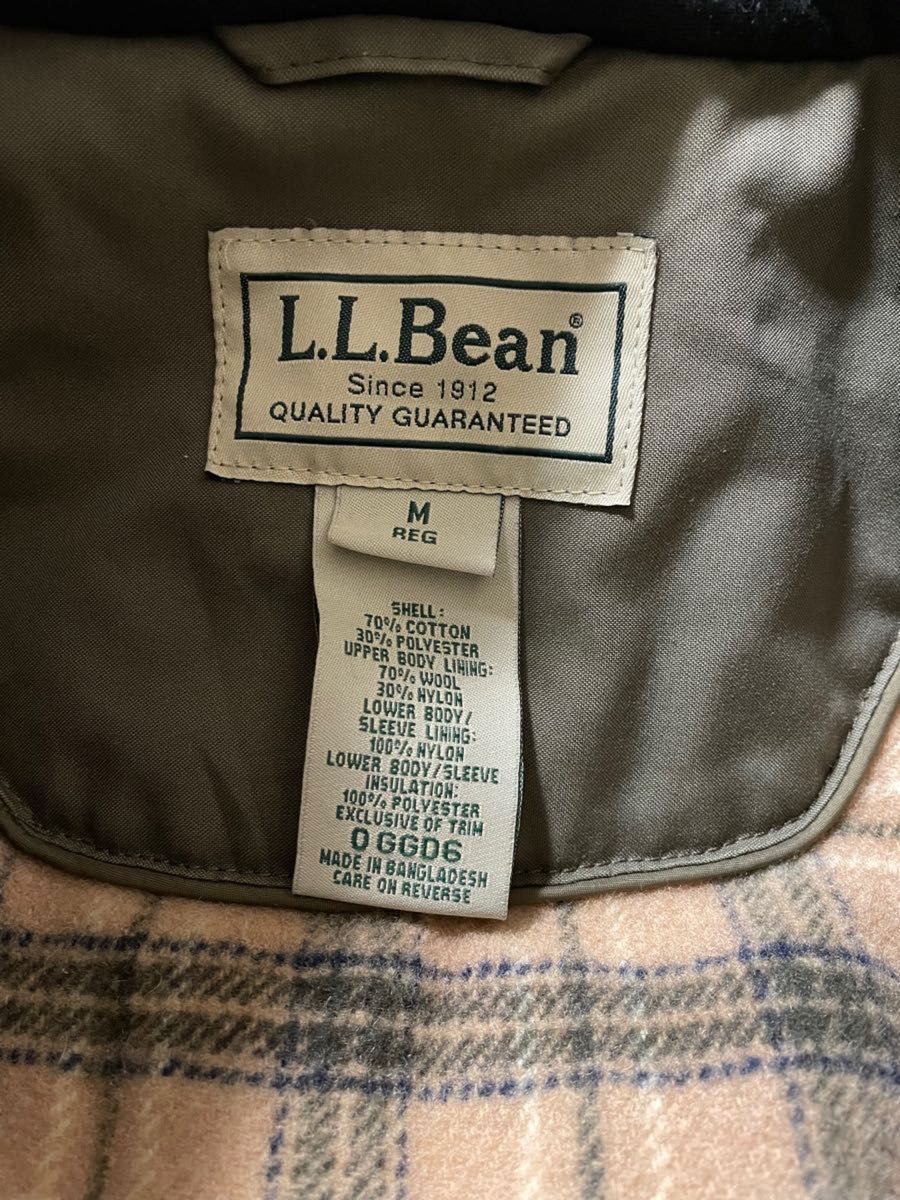 L.L.Bean®
Since 1912
QUALITY GUARANTEED
M
REG
SHELL:
70% COTTON
30% POLYESTER
UPPER BODY LINING:
70% WOOL
30% NYLON
LOWER BODY/
SLEEVE LINING:
100% NYLON
LOWER BODY/SLEEVE
INSULATION:
100% POLYESTER
EXCLUSIVE OF TRIM
0 GGD6
MADE IN BANGLADESH
CARE ON REVERSE